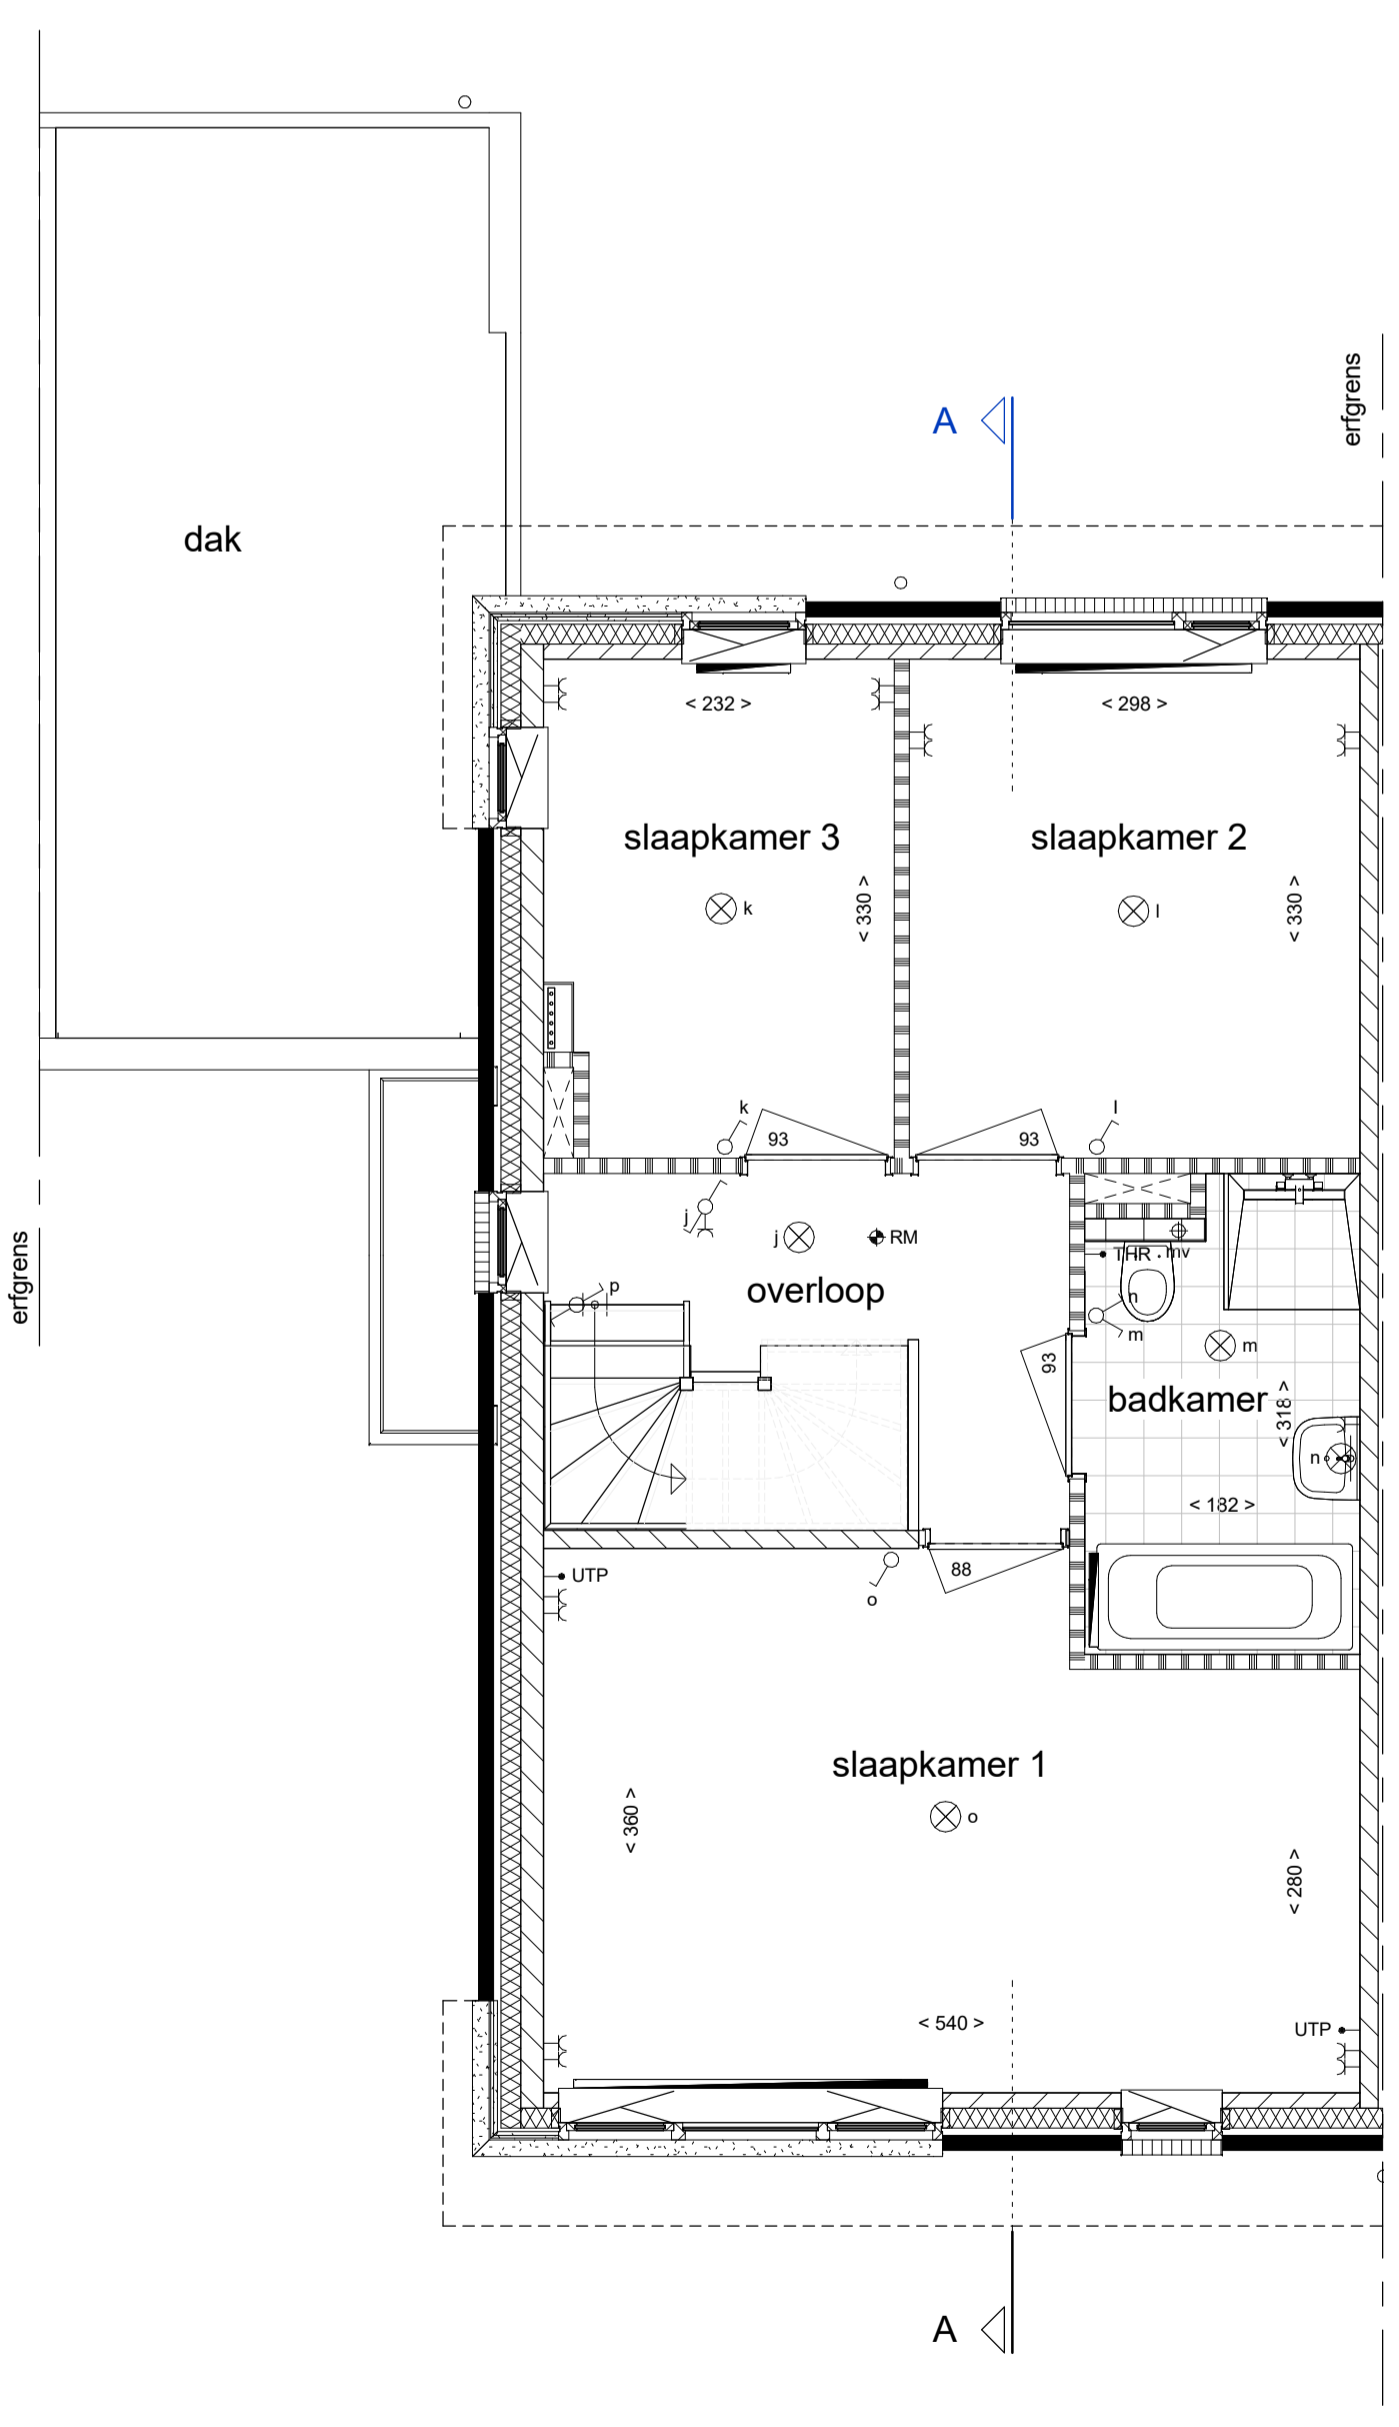 erfgrens
A
dak
< 232 >
< 298 >
slaapkamer 3
slaapkamer 2
k
< 330 >
l
< 330 >
k
93
93
l
j
j
RM
THR
mv
erfgrens
overloop
p
n
m
m
93
badkamer
< 318 >
n
< 182 >
UTP
88
o
slaapkamer 1
< 360 >
o
< 280 >
< 540 >
UTP
A